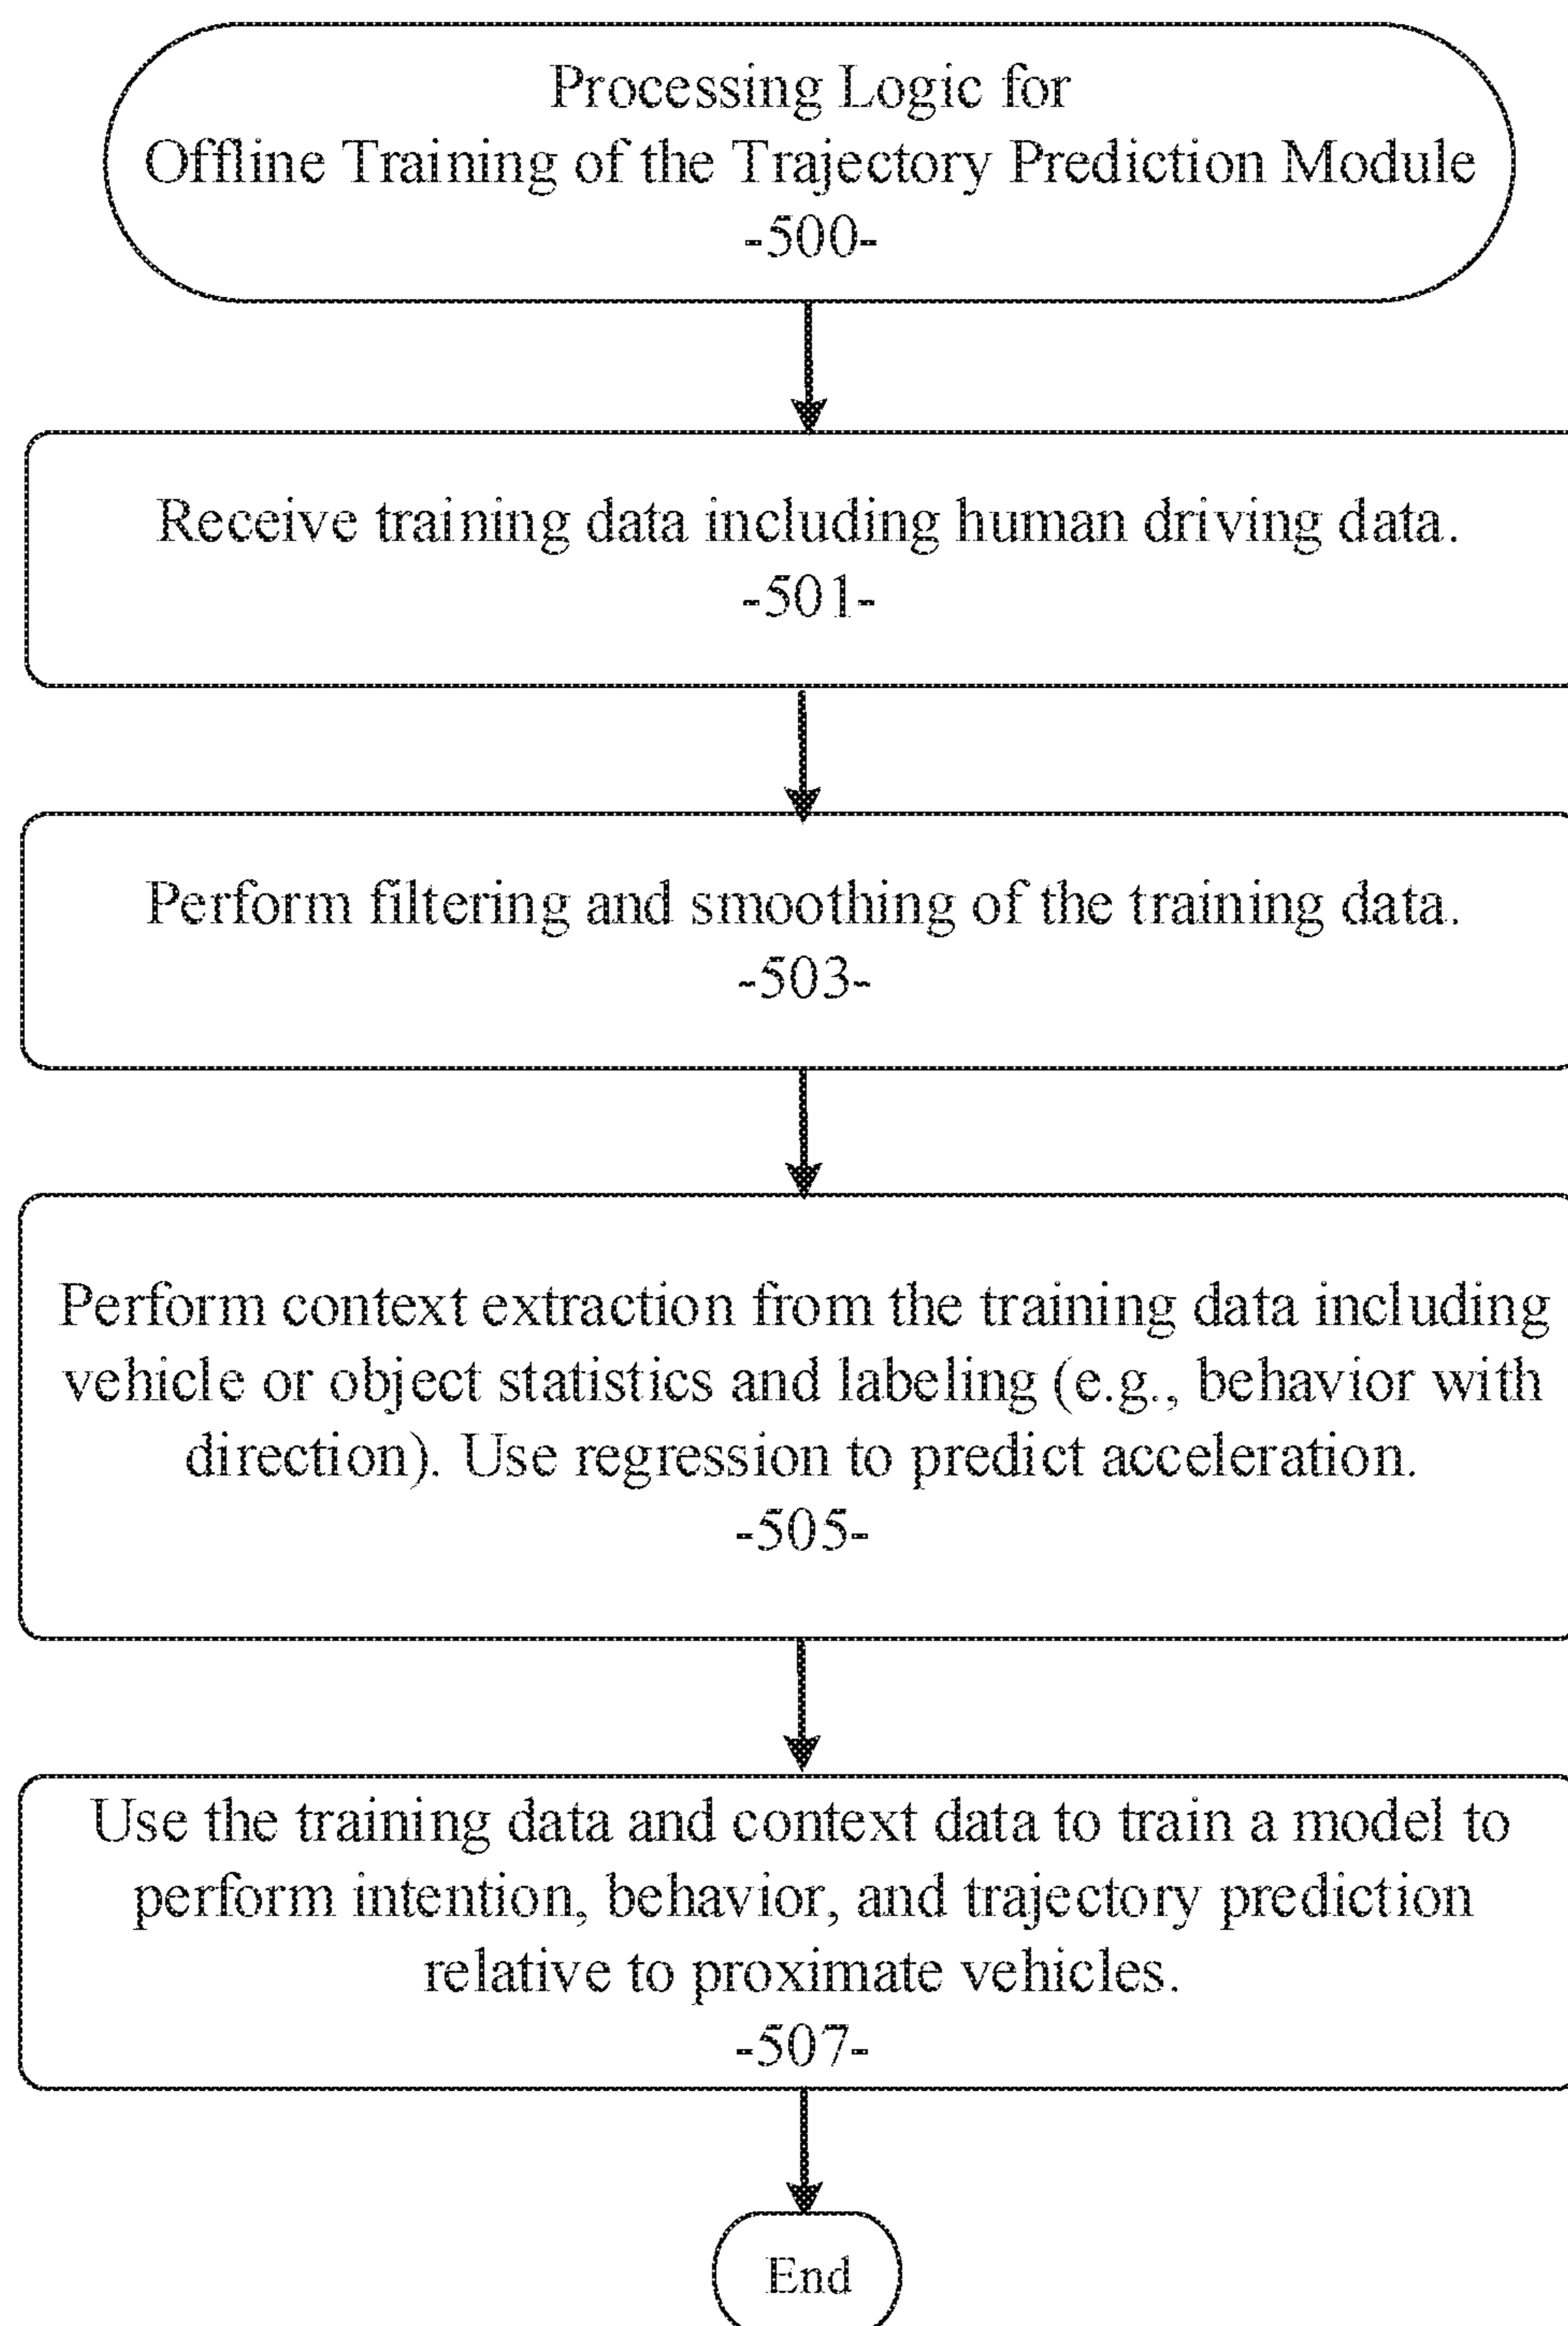 Processing Logic for
Offline Training of the Trajectory Prediction Module
-500-
Receive training data including human driving data.
-501-
Perform filtering and smoothing of the training data.
-503-
Perform context extraction from the training data including
vehicle or object statistics and labeling (e.g., behavior with
direction). Use regression to predict acceleration.
-505-
Use the training data and context data to train a model to
perform intention, behavior, and trajectory prediction
relative to proximate vehicles.
-507-
End